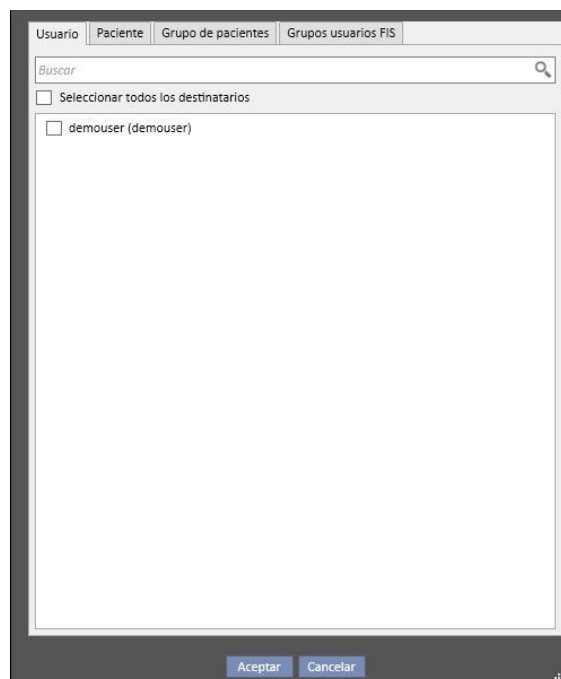 Usuario Paciente Grupo de pacientes Grupos usuarios FIS
Buscar
Seleccionar todos los destinatarios
demouser (demouser)
Aceptar Cancelar